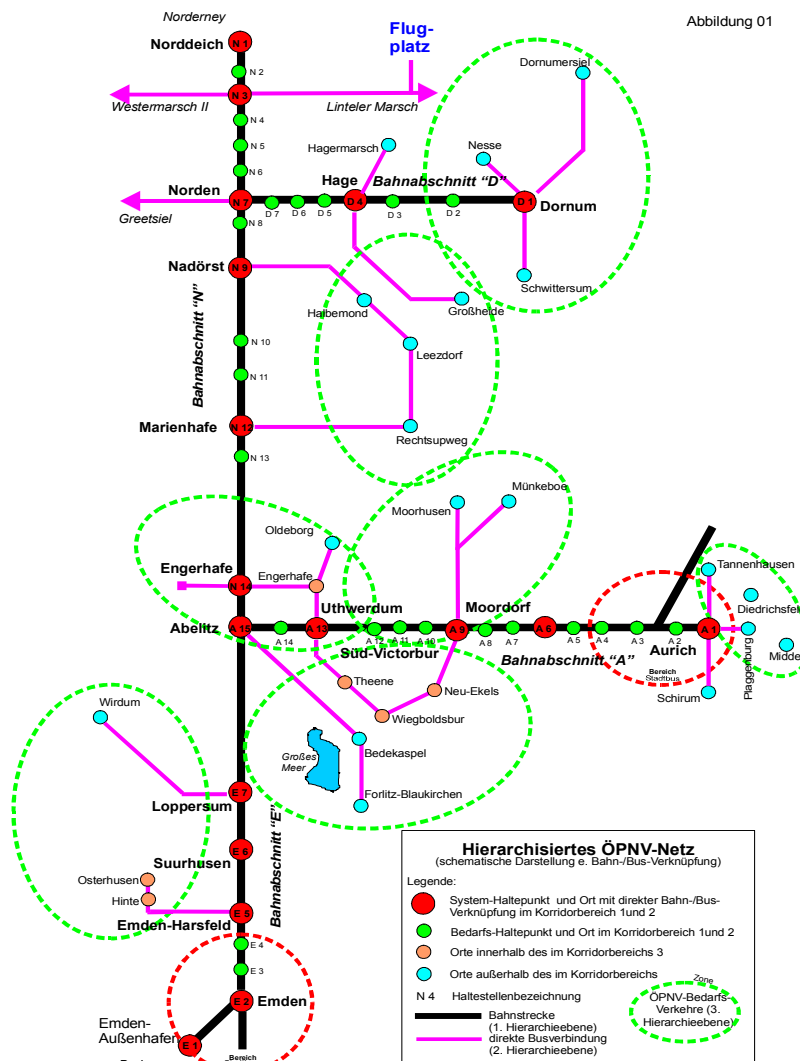 Abbildung 01
Norderney
Flug-
platz
Norddeich
N 1
N 2
Dornumersiel
N 3
Westermarsch II
Linteler Marsch
N 4
N 5
Hagermarsch
Nesse
N 6
Hage
Bahnabschnitt "D"
Norden
N 7
D 7
D 6
D 5
D 4
D 3
D 2
D 1
Dornum
Greetsiel
N 8
Nadörst
N 9
Schwittersum
Halbemond
Großheide
Bahnabschnitt "N"
N 10
Leezdorf
N 11
Marienhafe
N 12
Rechtsupweg
N 13
Münkeboe
Moorhusen
Oldeborg
Engerhafe
N 14
Engerhafe
Tannenhausen
Diedrichsfel
Uthwerdum
Moordorf
Abelitz
A 15
A 14
A 13
A 12
A 11
A 10
A 9
A 8
A 7
A 6
A 5
A 4
A 3
A 2
A 1
Süd-Victorbur
Bahnabschnitt "A"
Aurich
Midde
Bereich
Stadtbus
Plaggenburg
Theene
Neu-Ekels
Schirum
Wirdum
Wiegboldsbur
Großes
Meer
Bedekaspel
Forlitz-Blaukirchen
E 7
Loppersum
Bahnabschnitt "E"
Suurhusen
E 6
Osterhusen
Hinte
E 5
Emden-Harsfeld
E 4
E 3
E 2
Emden
Emden-
Außenhafen
E 1
Bereich
Hierarchisiertes ÖPNV-Netz
(schematische Darstellung e. Bahn-/Bus-Verknüpfung)
Legende:
System-Haltepunkt und Ort mit direkter Bahn-/Bus-
Verknüpfung im Korridorbereich 1und 2
Bedarfs-Haltepunkt und Ort im Korridorbereich 1und 2
Orte innerhalb des im Korridorbereichs 3
Orte außerhalb des im Korridorbereichs
N 4 Haltestellenbezeichnung
Bahnstrecke
(1. Hierarchieebene)
direkte Busverbindung
(2. Hierarchieebene)
Zone
ÖPNV-Bedarfs-
Verkehre (3.
Hierarchieebene)